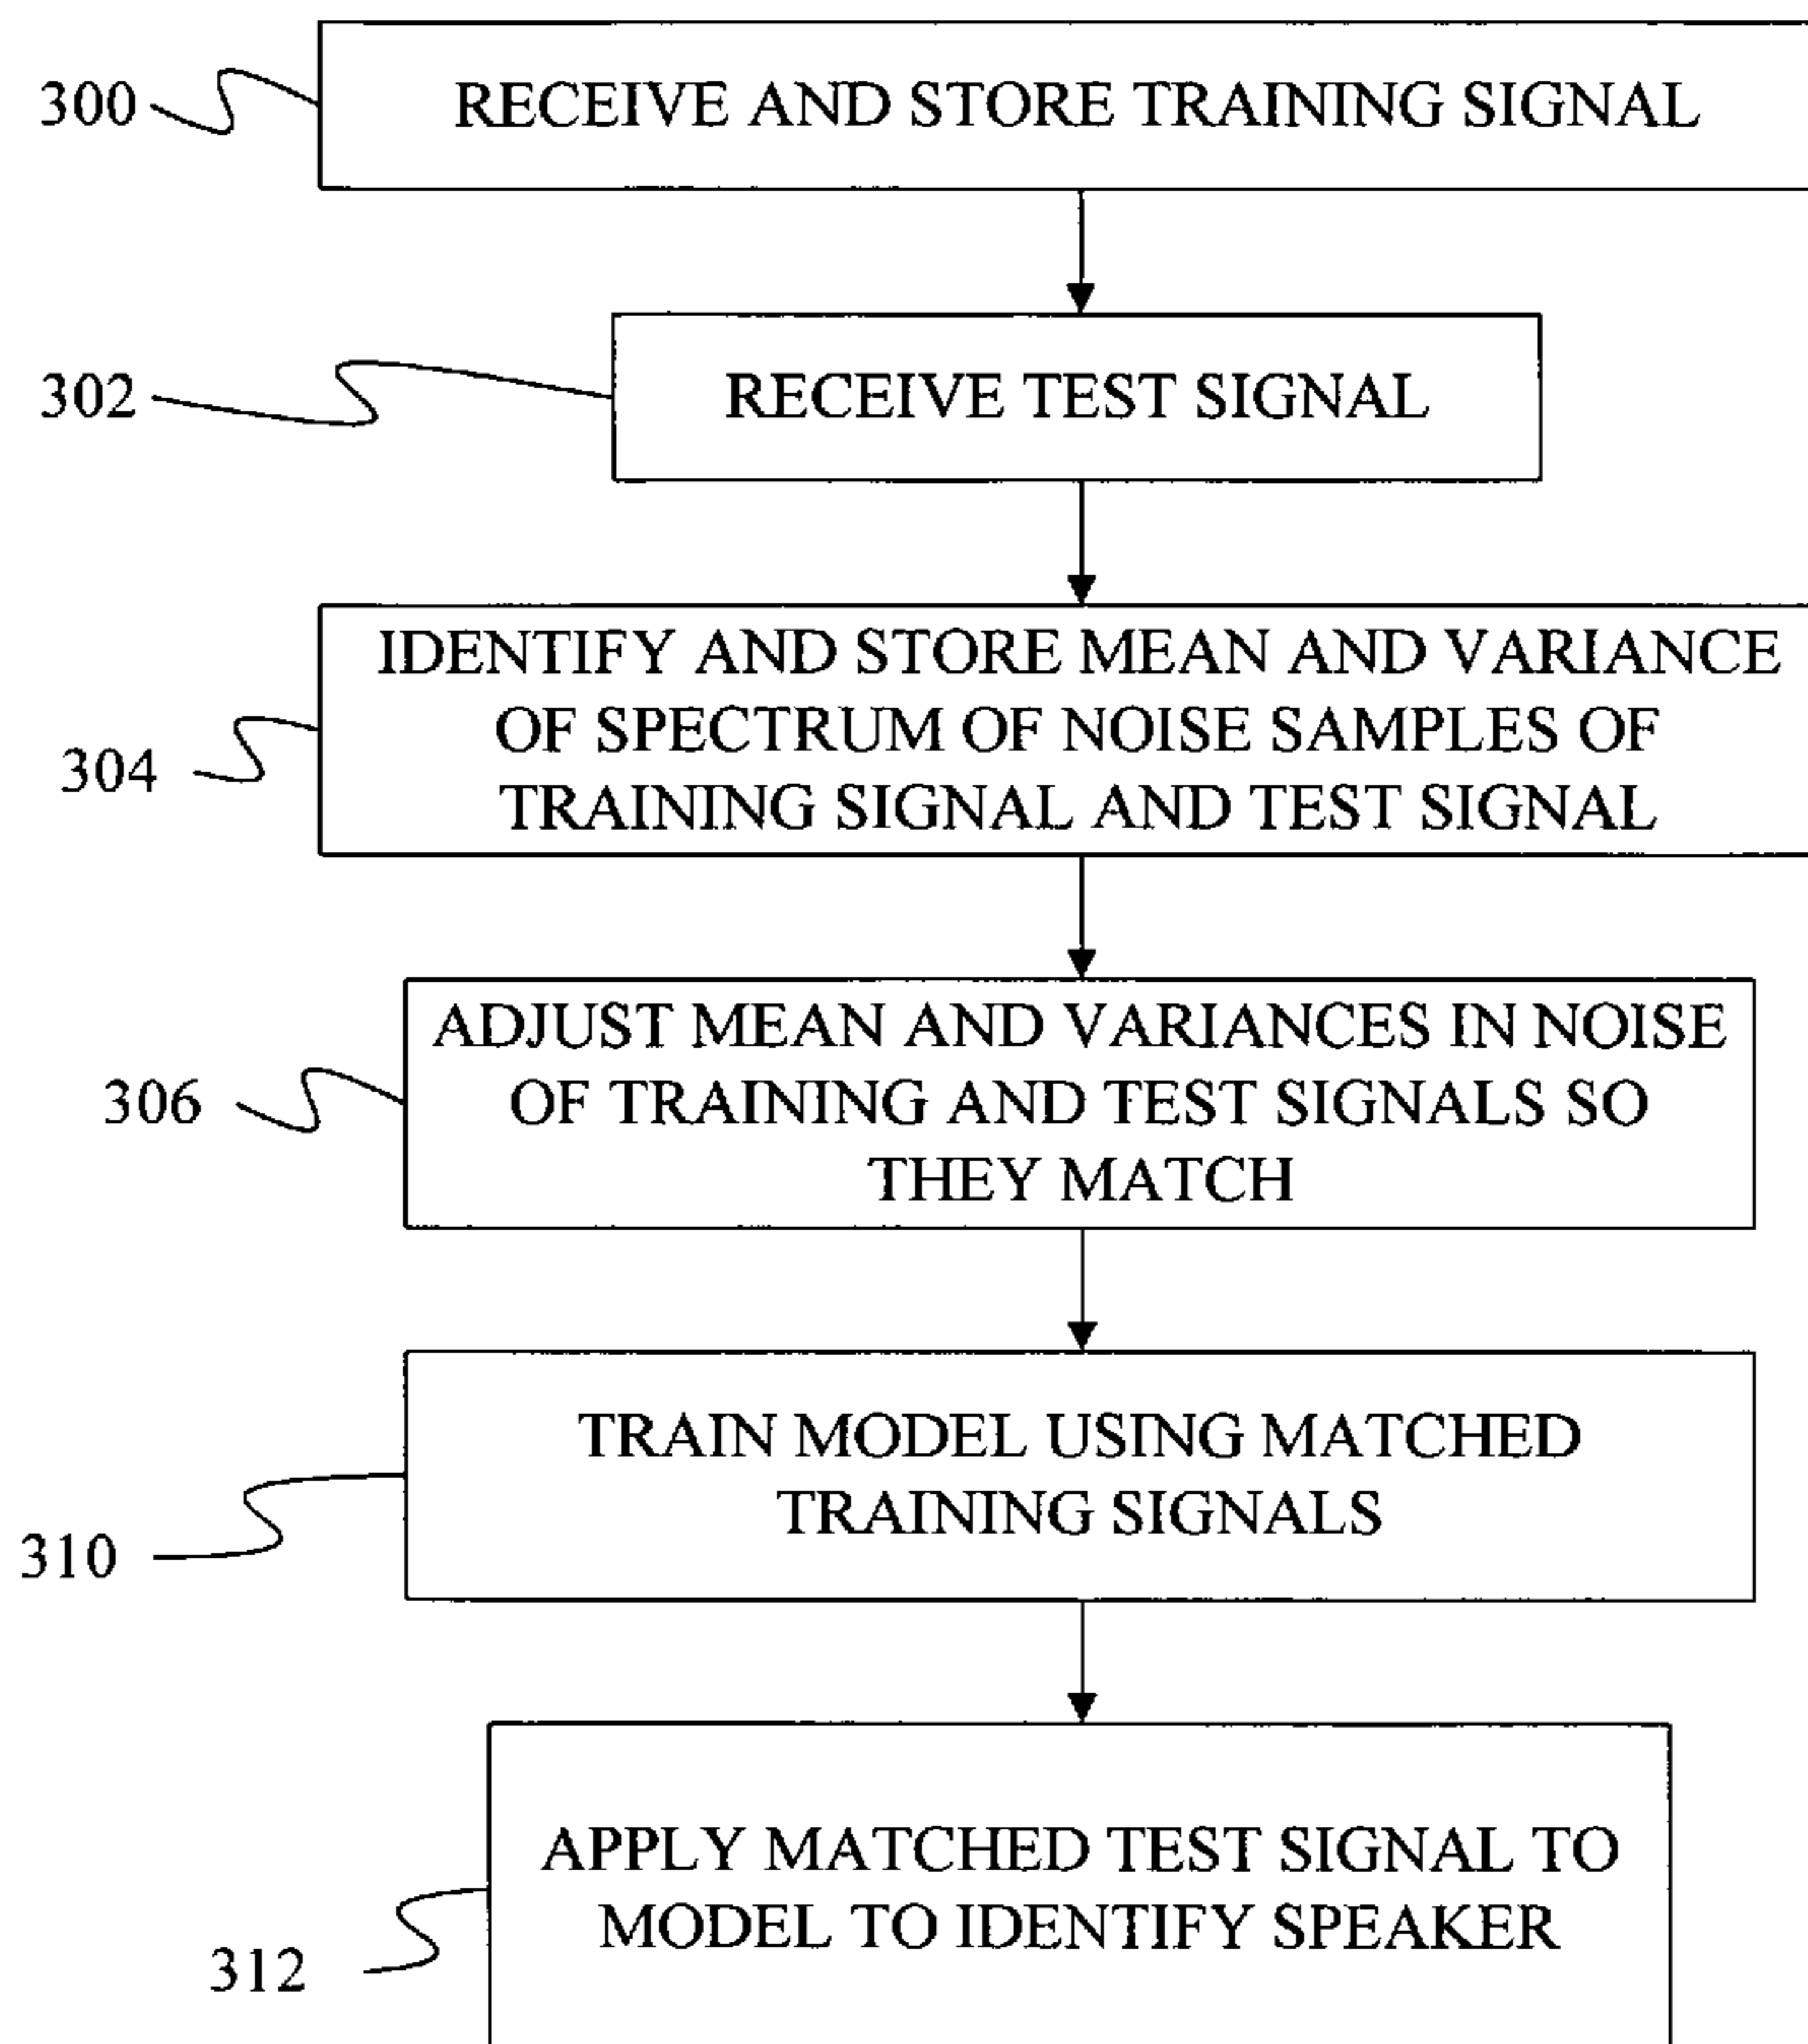 300
RECEIVE AND STORE TRAINING SIGNAL
302
RECEIVE TEST SIGNAL
304
IDENTIFY AND STORE MEAN AND VARIANCE
OF SPECTRUM OF NOISE SAMPLES OF
TRAINING SIGNAL AND TEST SIGNAL
306
ADJUST MEAN AND VARIANCES IN NOISE
OF TRAINING AND TEST SIGNALS SO
THEY MATCH
310
TRAIN MODEL USING MATCHED
TRAINING SIGNALS
312
APPLY MATCHED TEST SIGNAL TO
MODEL TO IDENTIFY SPEAKER